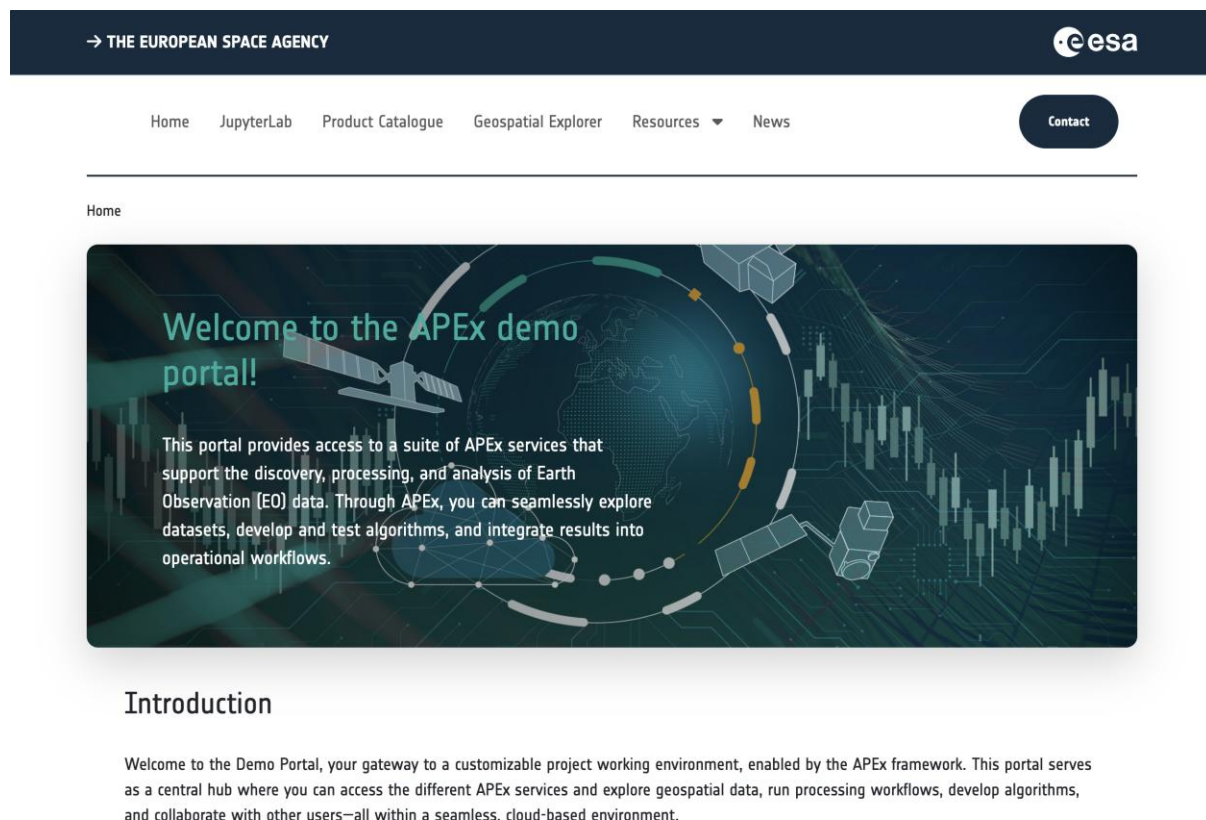 → THE EUROPEAN SPACE AGENCY
esa
Home JupyterLab Product Catalogue Geospatial Explorer Resources News
Contact
Home
Welcome to the APEx demo
portal!
This portal provides access to a suite of APEx services that
support the discovery, processing, and analysis of Earth
Observation (EO) data. Through APEx, you can seamlessly explore
datasets, develop and test algorithms, and integrate results into
operational workflows.
Introduction
Welcome to the Demo Portal, your gateway to a customizable project working environment, enabled by the APEx framework. This portal serves
as a central hub where you can access the different APEx services and explore geospatial data, run processing workflows, develop algorithms,
and collaborate with other users—all within a seamless, cloud-based environment.